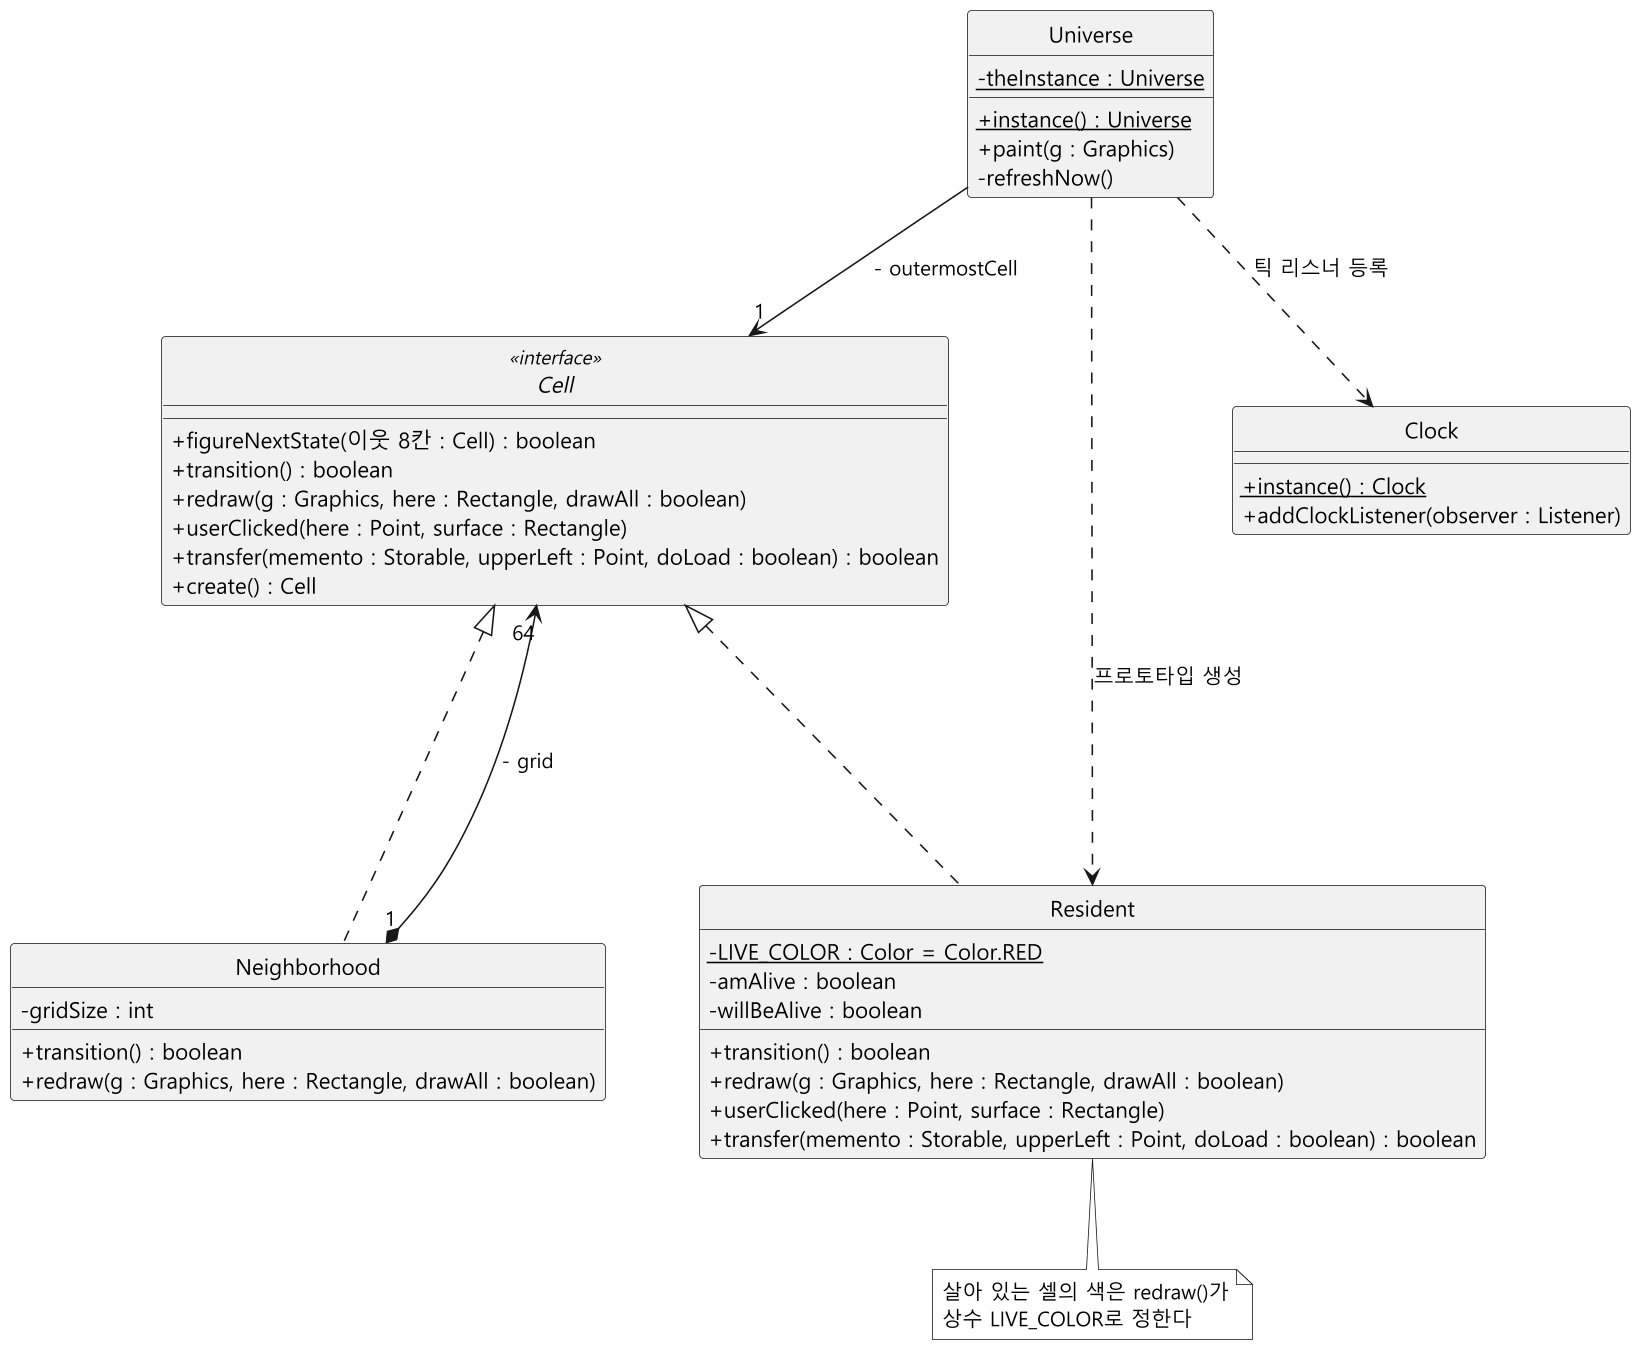 Universe
-theInstance : Universe
+instance() : Universe
+paint(g : Graphics)
-refreshNow()
- outermostCell
틱 리스너 등록
1
«interface»
Cell
+figureNextState(이웃 8칸 : Cell) : boolean
+transition() : boolean
+redraw(g : Graphics, here : Rectangle, drawAll : boolean)
+userClicked(here : Point, surface : Rectangle)
+transfer(memento : Storable, upperLeft : Point, doLoad : boolean) : boolean
+create() : Cell
Clock
+instance() : Clock
+addClockListener(observer : Listener)
64
프로토타입 생성
- grid
1
Neighborhood
-gridSize : int
+transition() : boolean
+redraw(g : Graphics, here : Rectangle, drawAll : boolean)
Resident
-LIVE_COLOR : Color = Color.RED
-amAlive : boolean
-willBeAlive : boolean
+transition() : boolean
+redraw(g : Graphics, here : Rectangle, drawAll : boolean)
+userClicked(here : Point, surface : Rectangle)
+transfer(memento : Storable, upperLeft : Point, doLoad : boolean) : boolean
살아 있는 셀의 색은 redraw()가
상수 LIVE_COLOR로 정한다